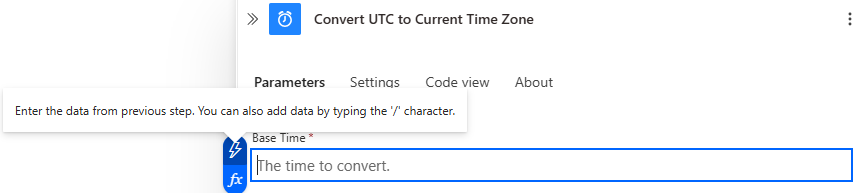 Convert UTC to Current Time Zone
Parameters Settings Code view About
Enter the data from previous step. You can also add data by typing the '/' character.
Base Time *
The time to convert.
fx